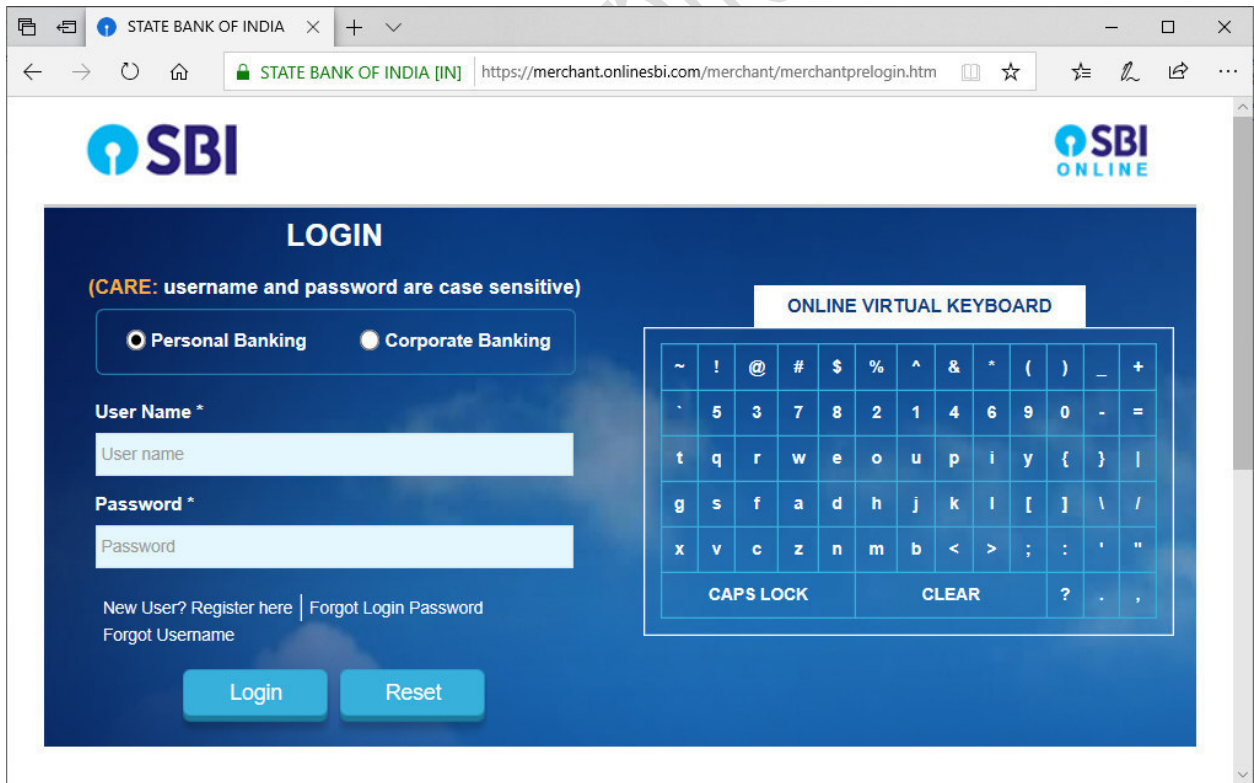 STATE BANK OF INDIA
STATE BANK OF INDIA [IN] https://merchant.onlinesbi.com/merchant/merchantprelogin.htm
SBI
SBI
ONLINE
LOGIN
(CARE: username and password are case sensitive)
Personal Banking Corporate Banking
User Name *
User name
Password *
Password
New User? Register here | Forgot Login Password
Forgot Username
Login Reset
ONLINE VIRTUAL KEYBOARD
~ ! @ # $ % ^ & * ( ) _ +
` 5 3 7 8 2 1 4 6 9 0 - =
t q r w e o u p i y { } |
g s f a d h j k l [ ] \ /
x v c z n m b < > ; : ' "
CAPS LOCK CLEAR ? . ,